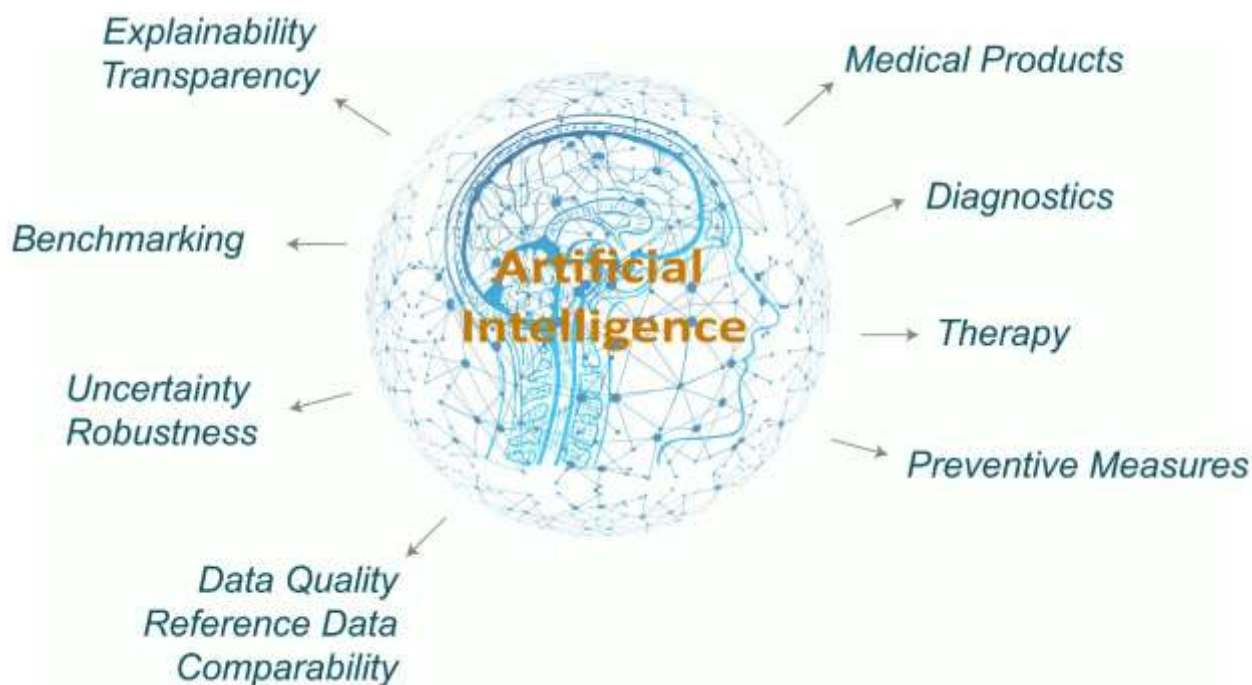 Explainability
Transparency
Medical Products
Benchmarking
Diagnostics
Artificial
Intelligence
Therapy
Uncertainty
Robustness
Preventive Measures
Data Quality
Reference Data
Comparability